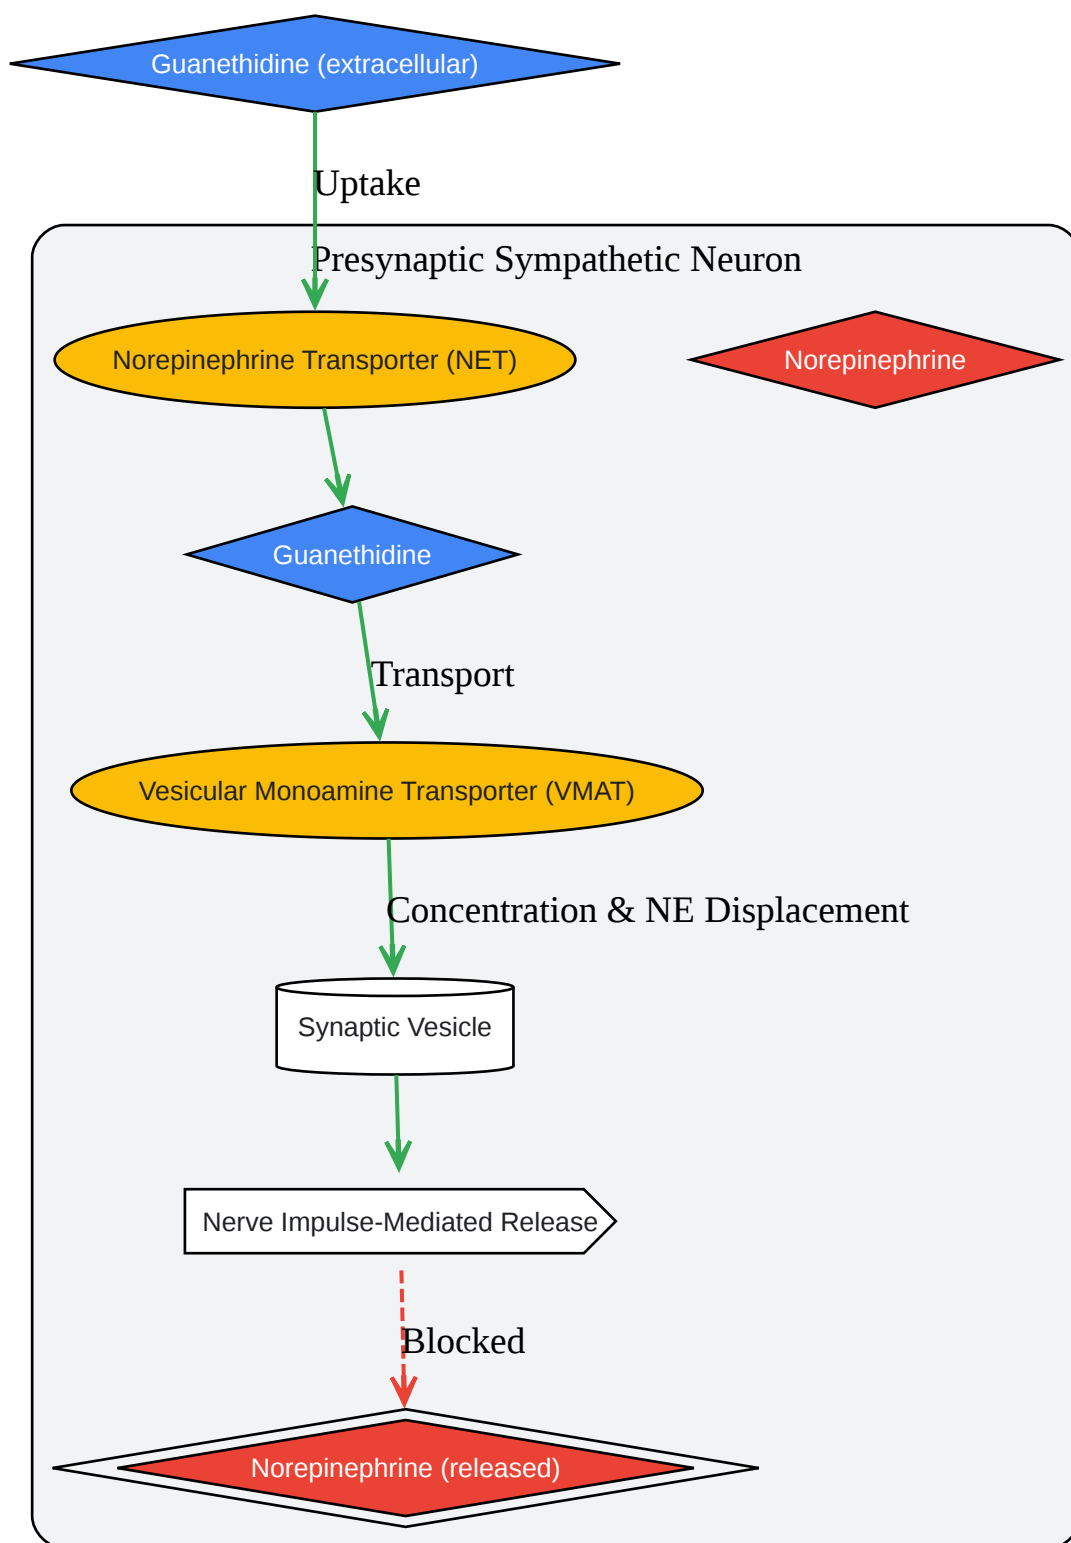 Guanethidine (extracellular)
Uptake
Presynaptic Sympathetic Neuron
Norepinephrine Transporter (NET)
Norepinephrine
Guanethidine
Transport
Vesicular Monoamine Transporter (VMAT)
Concentration & NE Displacement
Synaptic Vesicle
Nerve Impulse-Mediated Release
Blocked
Norepinephrine (released)